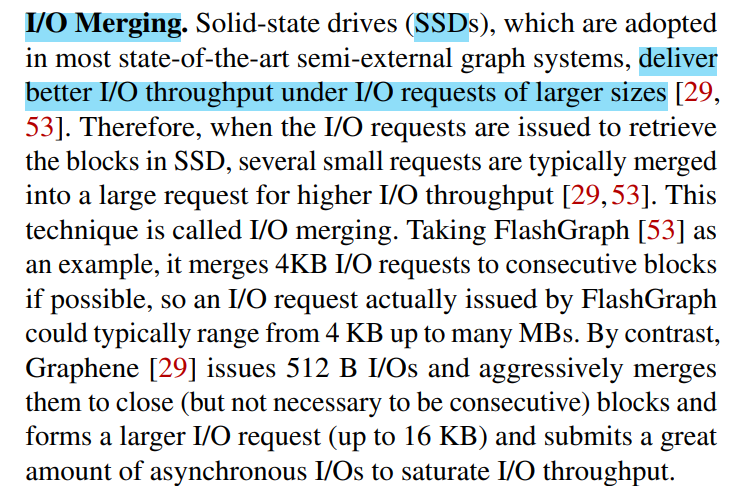 I/O Merging. Solid-state drives (SSDs), which are adopted
in most state-of-the-art semi-external graph systems, deliver
better I/O throughput under I/O requests of larger sizes [29,
53]. Therefore, when the I/O requests are issued to retrieve
the blocks in SSD, several small requests are typically merged
into a large request for higher I/O throughput [29,53]. This
technique is called I/O merging. Taking FlashGraph [53] as
an example, it merges 4KB I/O requests to consecutive blocks
if possible, so an I/O request actually issued by FlashGraph
could typically range from 4 KB up to many MBs. By contrast,
Graphene [29] issues 512 B I/Os and aggressively merges
them to close (but not necessary to be consecutive) blocks and
forms a larger I/O request (up to 16 KB) and submits a great
amount of asynchronous I/Os to saturate I/O throughput.